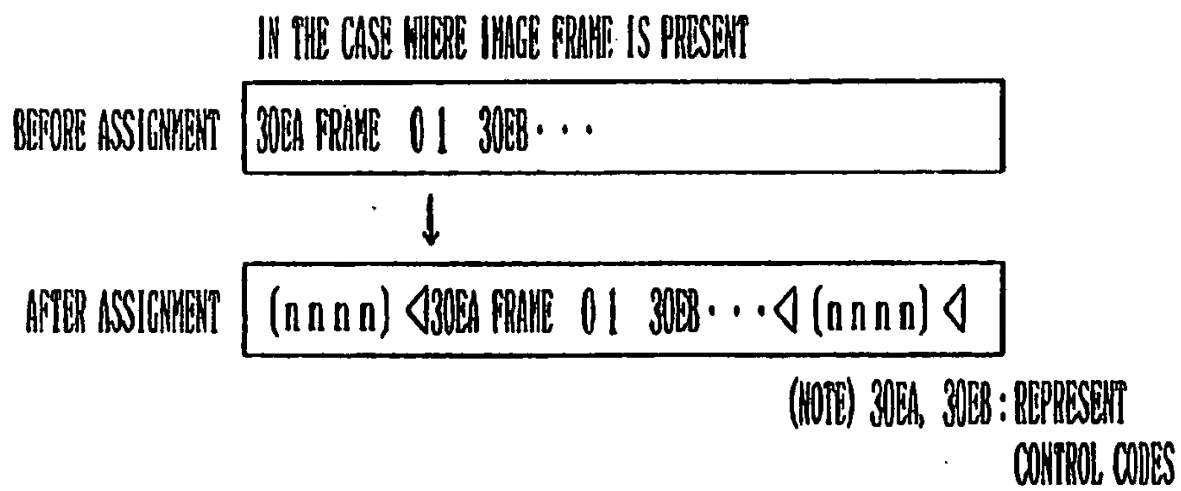 IN THE CASE WHERE IMAGE FRAME IS PRESENT
BEFORE ASSIGNMENT 30EA FRAME 0 1 30EB · · ·
↓
AFTER ASSIGNMENT (n n n n) ◁30EA FRAME 0 1 30EB · · · ◁ (n n n n) ◁
(NOTE) 30EA, 30EB : REPRESENT
CONTROL CODES